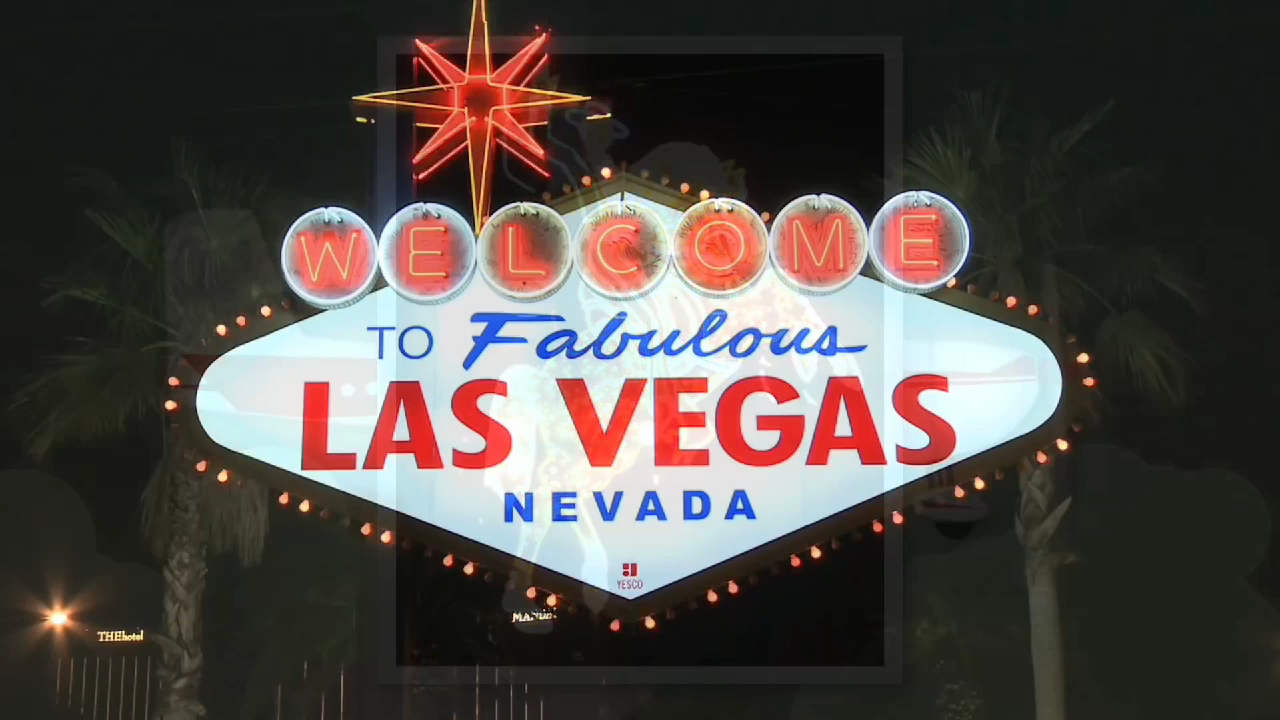 WELCOME
TO Fabulous
LAS VEGAS
NEVADA
YESCO
THEhotel